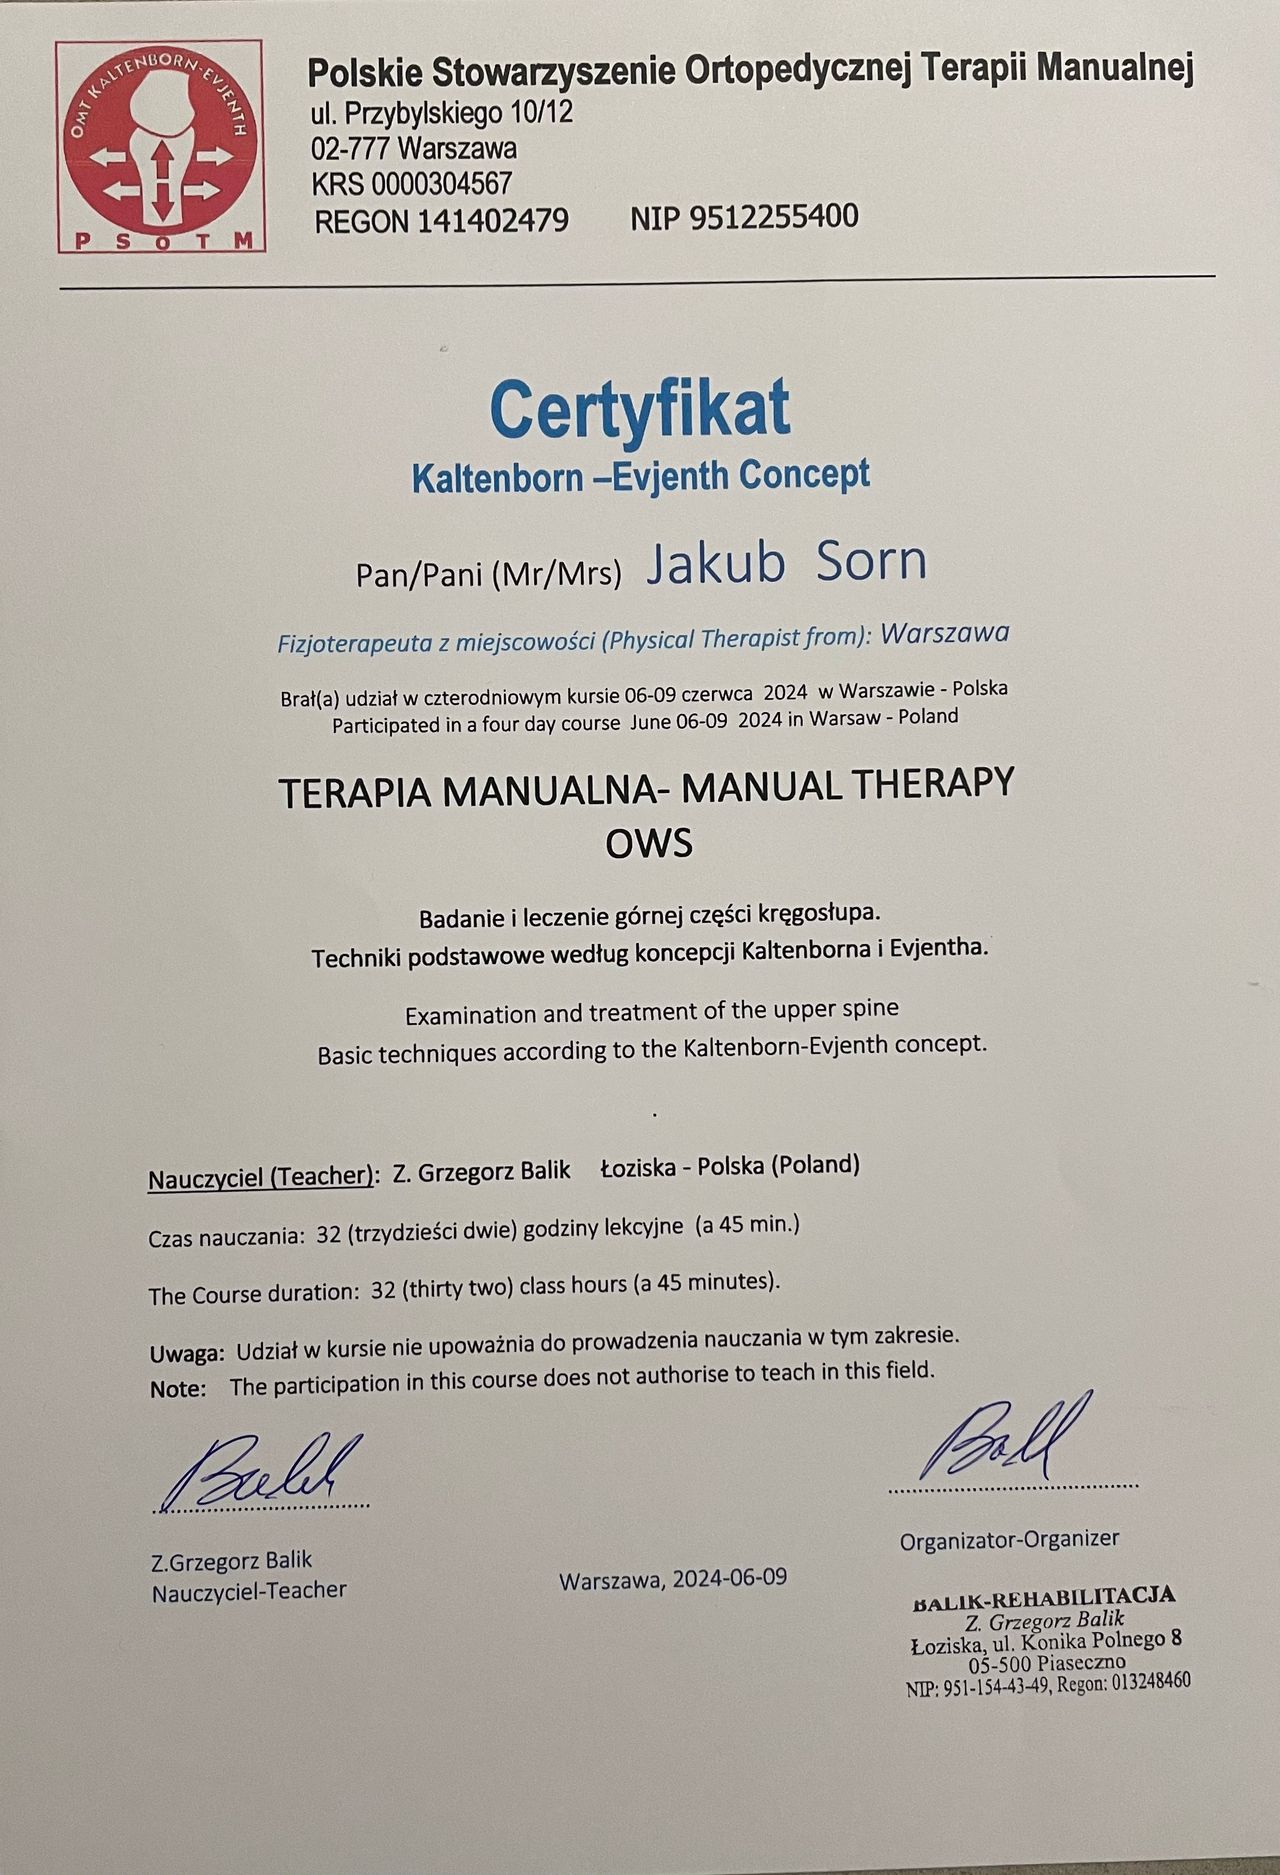 OMT KALTENBORN-EVJENTH
P S O T M
Polskie Stowarzyszenie Ortopedycznej Terapii Manualnej
ul. Przybylskiego 10/12
02-777 Warszawa
KRS 0000304567
REGON 141402479 NIP 9512255400
Certyfikat
Kaltenborn –Evjenth Concept
Pan/Pani (Mr/Mrs) Jakub Sorn
Fizjoterapeuta z miejscowości (Physical Therapist from): Warszawa
Brał(a) udział w czterodniowym kursie 06-09 czerwca 2024 w Warszawie - Polska
Participated in a four day course June 06-09 2024 in Warsaw - Poland
TERAPIA MANUALNA- MANUAL THERAPY
OWS
Badanie i leczenie górnej części kręgosłupa.
Techniki podstawowe według koncepcji Kaltenborna i Evjentha.
Examination and treatment of the upper spine
Basic techniques according to the Kaltenborn-Evjenth concept.
.
Nauczyciel (Teacher): Z. Grzegorz Balik Łoziska - Polska (Poland)
Czas nauczania: 32 (trzydzieści dwie) godziny lekcyjne (a 45 min.)
The Course duration: 32 (thirty two) class hours (a 45 minutes).
Uwaga: Udział w kursie nie upoważnia do prowadzenia nauczania w tym zakresie.
Note: The participation in this course does not authorise to teach in this field.
Balik
Z.Grzegorz Balik
Nauczyciel-Teacher
Warszawa, 2024-06-09
Organizator-Organizer
BALIK-REHABILITACJA
Z. Grzegorz Balik
Łoziska, ul. Konika Polnego 8
05-500 Piaseczno
NIP: 951-154-43-49, Regon: 013248460